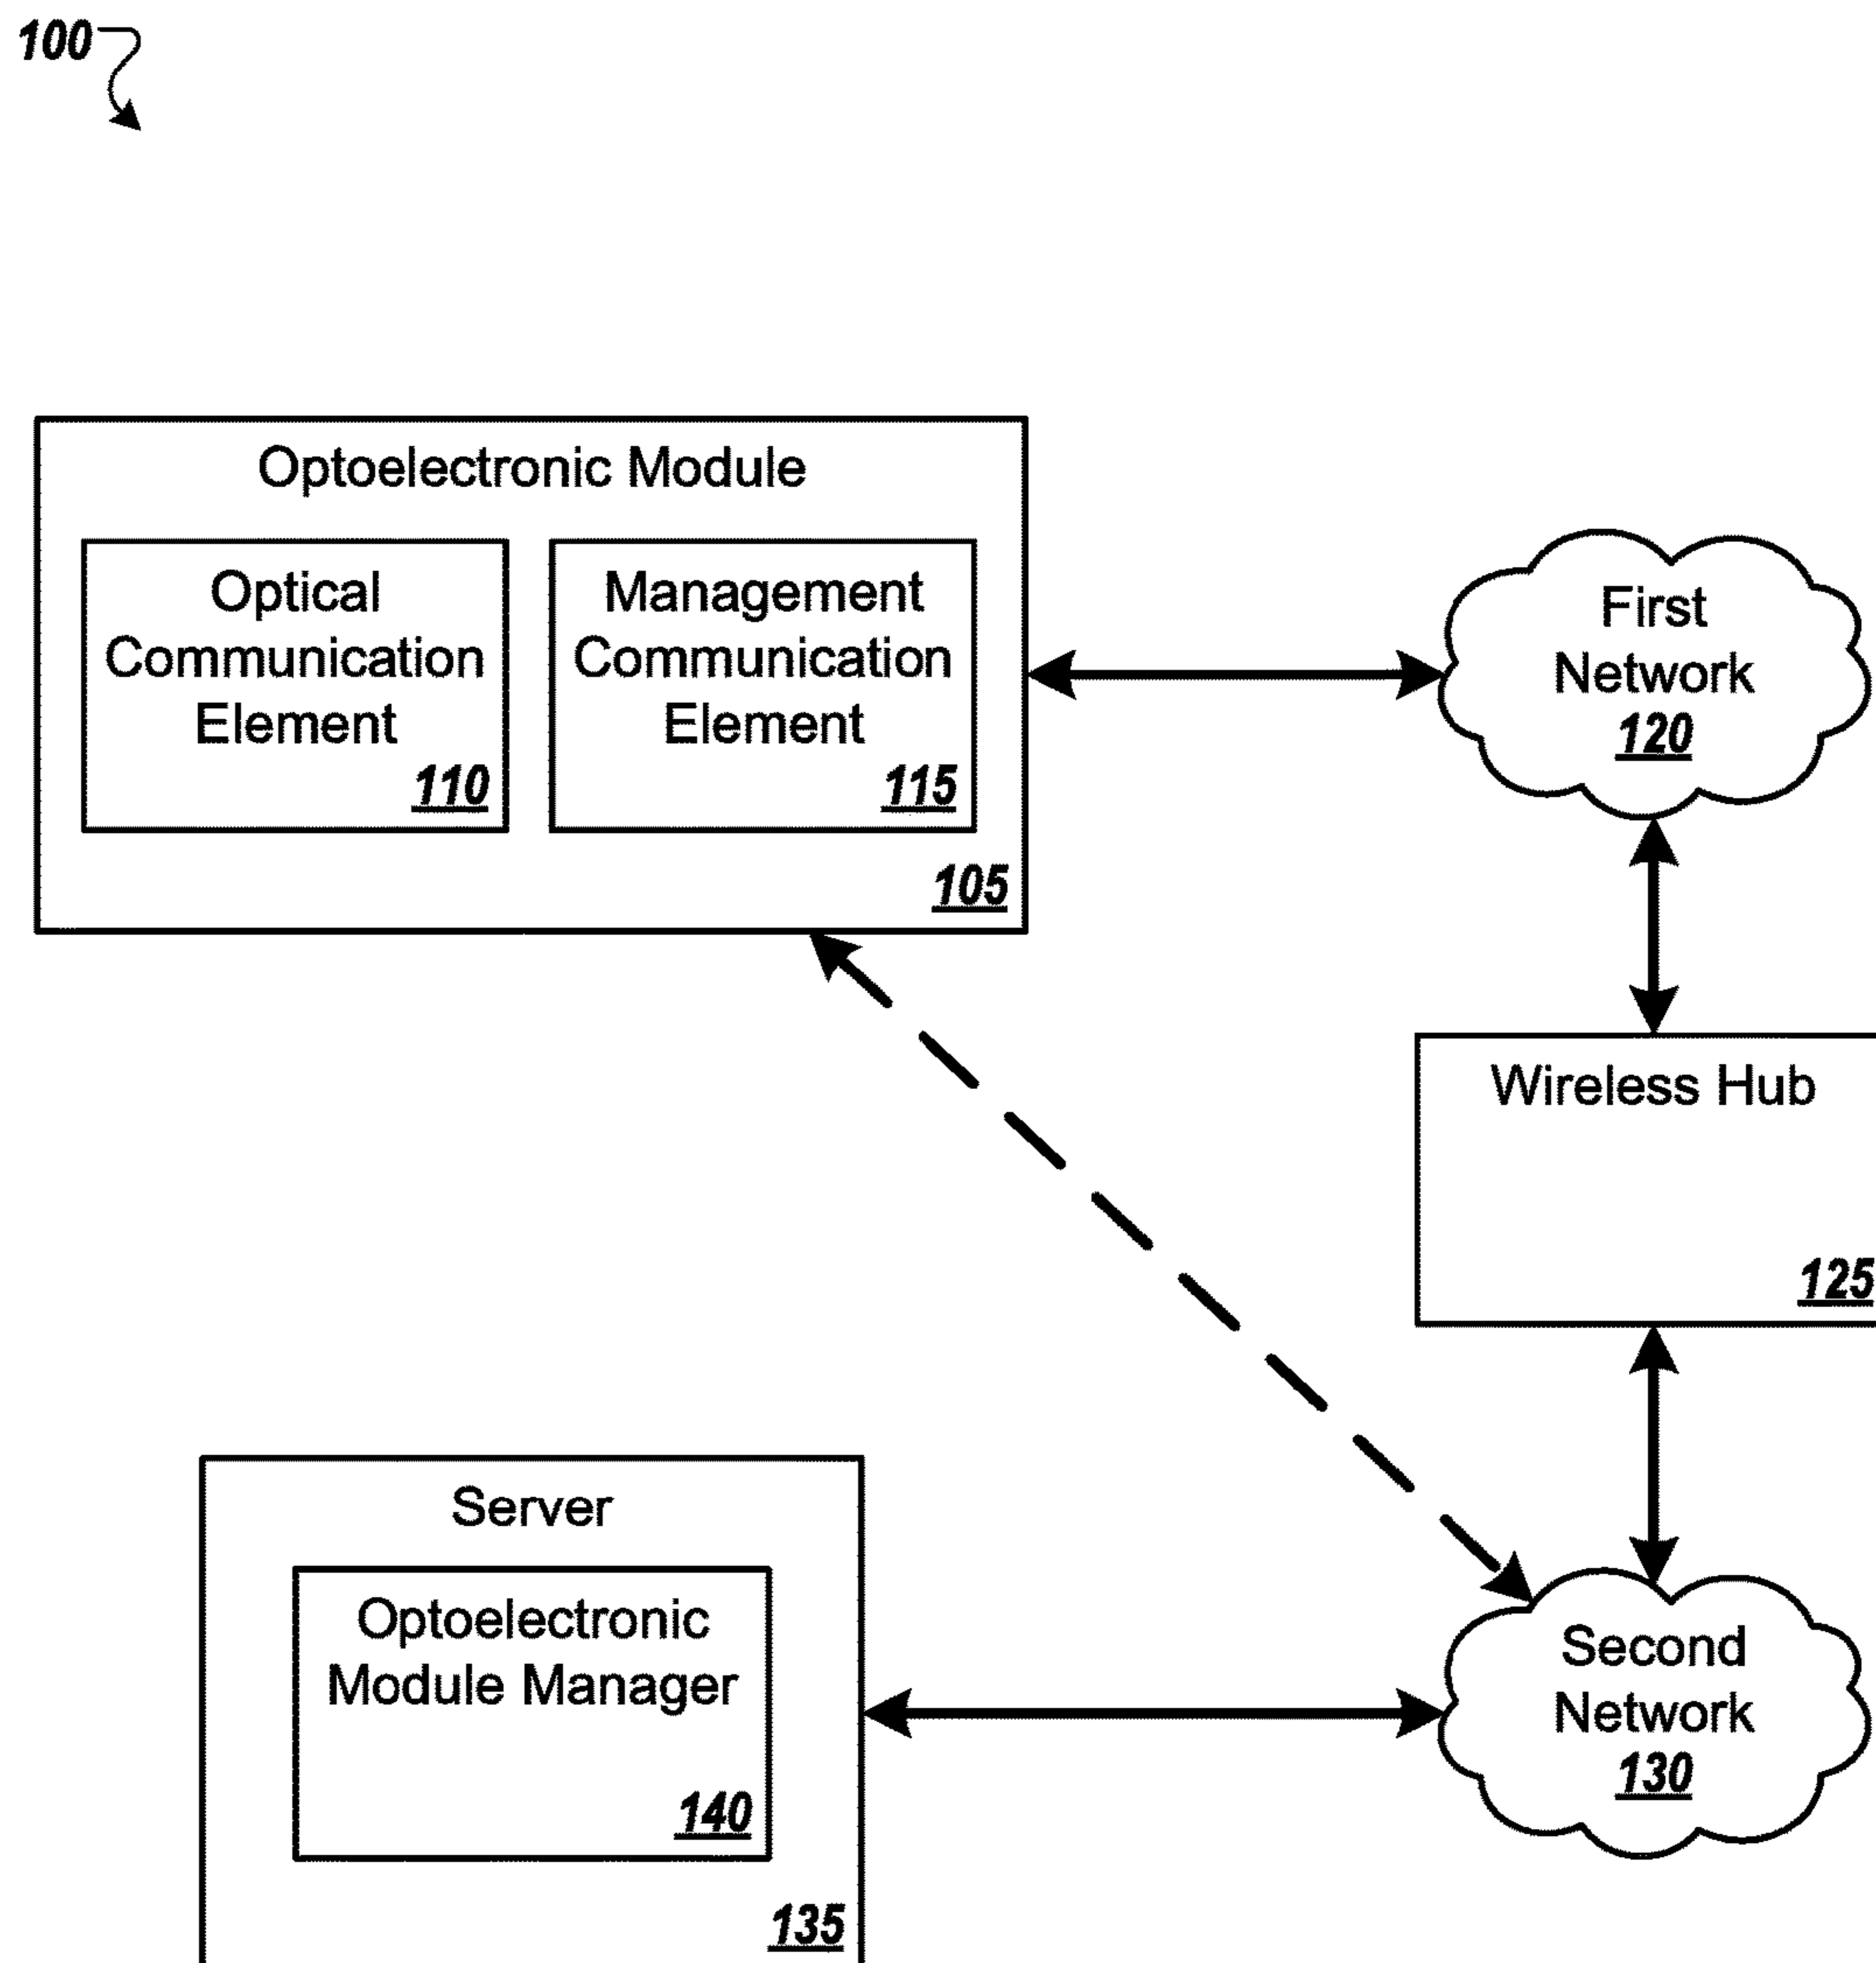 100
Optoelectronic Module
Optical
Communication
Element
110
Management
Communication
Element
115
105
First
Network
120
Wireless Hub
125
Server
Optoelectronic
Module Manager
140
135
Second
Network
130